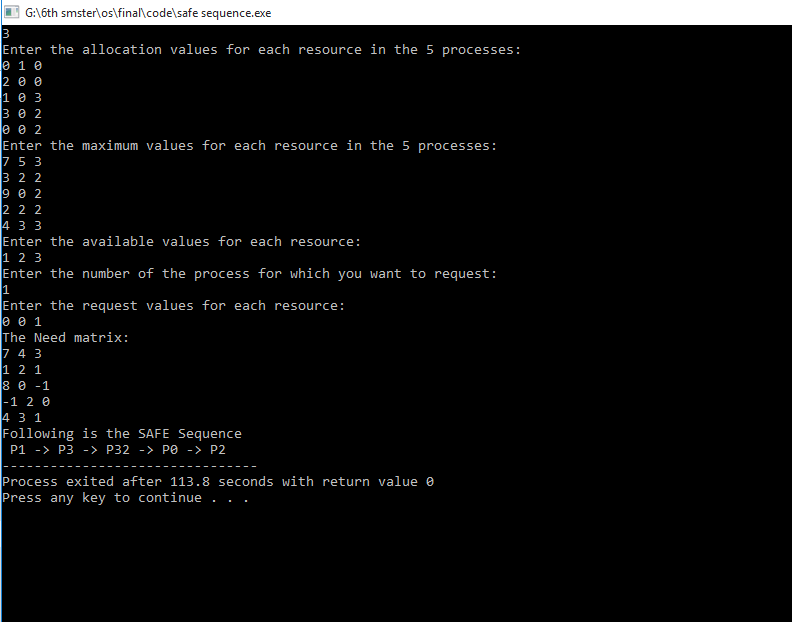 G:\6th smster\os\final\code\safe sequence.exe
3
Enter the allocation values for each resource in the 5 processes:
0 1 0
2 0 0
1 0 3
3 0 2
0 0 2
Enter the maximum values for each resource in the 5 processes:
7 5 3
3 2 2
9 0 2
2 2 2
4 3 3
Enter the available values for each resource:
1 2 3
Enter the number of the process for which you want to request:
1
Enter the request values for each resource:
0 0 1
The Need matrix:
7 4 3
1 2 1
8 0 -1
-1 2 0
4 3 1
Following is the SAFE Sequence
P1 -> P3 -> P32 -> P0 -> P2
--------------------------------
Process exited after 113.8 seconds with return value 0
Press any key to continue . . .